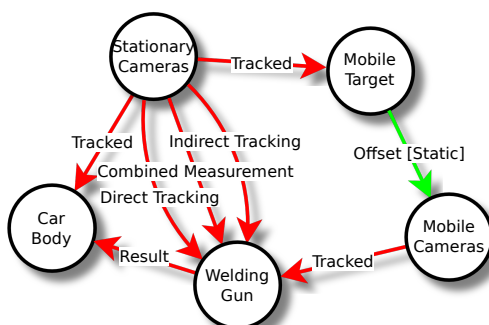 Stationary
Cameras
Tracked
Mobile
Target
Tracked
Indirect Tracking
Offset [Static]
Combined Measurement
Direct Tracking
Car
Body
Mobile
Cameras
Result
Tracked
Welding
Gun